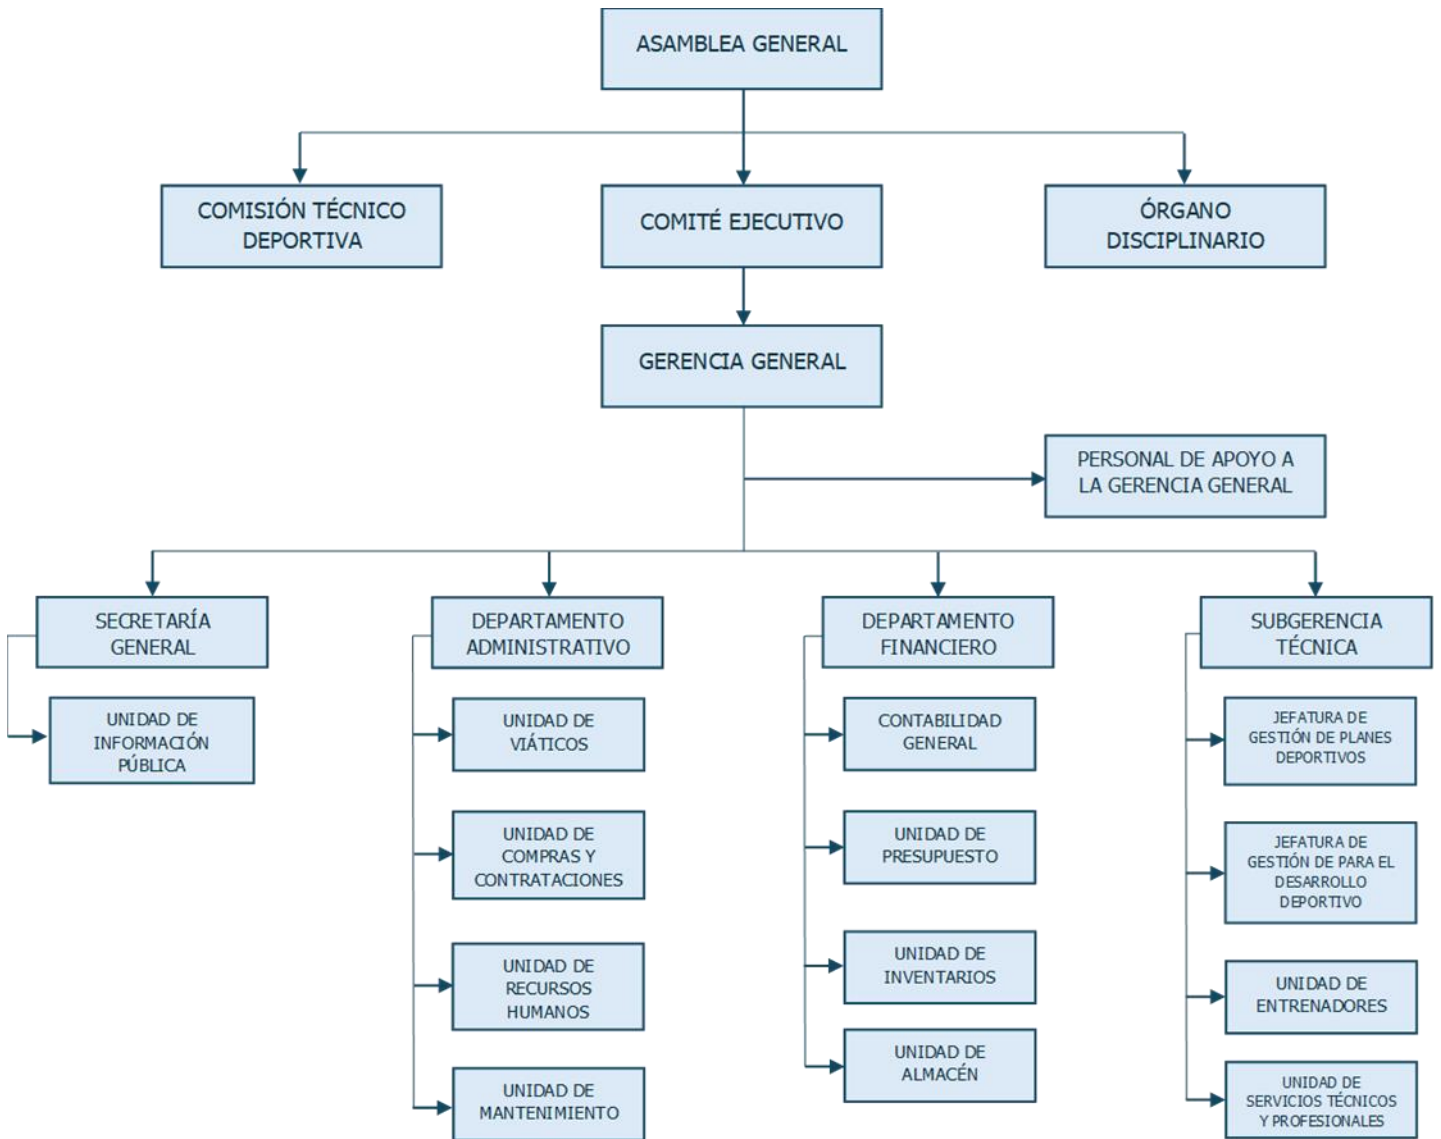 ASAMBLEA GENERAL
COMISIÓN TÉCNICO
DEPORTIVA
COMITÉ EJECUTIVO
ÓRGANO
DISCIPLINARIO
GERENCIA GENERAL
PERSONAL DE APOYO A
LA GERENCIA GENERAL
SECRETARÍA
GENERAL
UNIDAD DE
INFORMACIÓN
PÚBLICA
DEPARTAMENTO
ADMINISTRATIVO
UNIDAD DE
VIÁTICOS
UNIDAD DE
COMPRAS Y
CONTRATACIONES
UNIDAD DE
RECURSOS
HUMANOS
UNIDAD DE
MANTENIMIENTO
DEPARTAMENTO
FINANCIERO
CONTABILIDAD
GENERAL
UNIDAD DE
PRESUPUESTO
UNIDAD DE
INVENTARIOS
UNIDAD DE
ALMACÉN
SUBGERENCIA
TÉCNICA
JEFATURA DE
GESTIÓN DE PLANES
DEPORTIVOS
JEFATURA DE
GESTIÓN DE PARA EL
DESARROLLO
DEPORTIVO
UNIDAD DE
ENTRENADORES
UNIDAD DE
SERVICIOS TÉCNICOS
Y PROFESIONALES